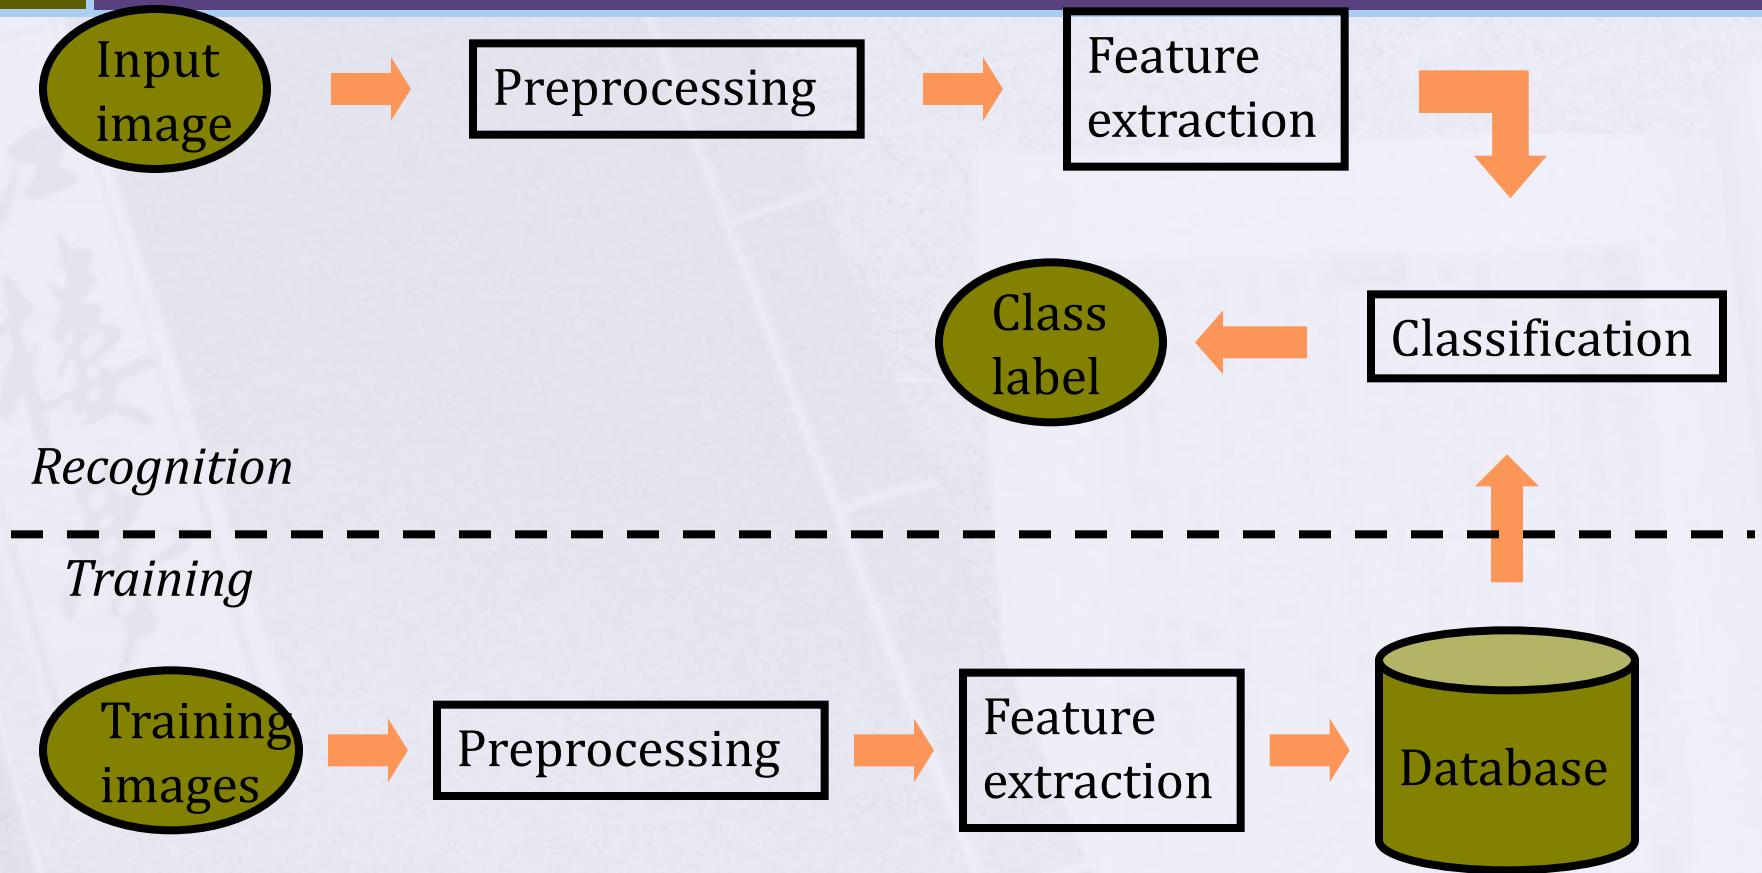 Input
image
Preprocessing
Feature
extraction
Class
label
Classification
Recognition
Training
Training
images
Preprocessing
Feature
extraction
Database